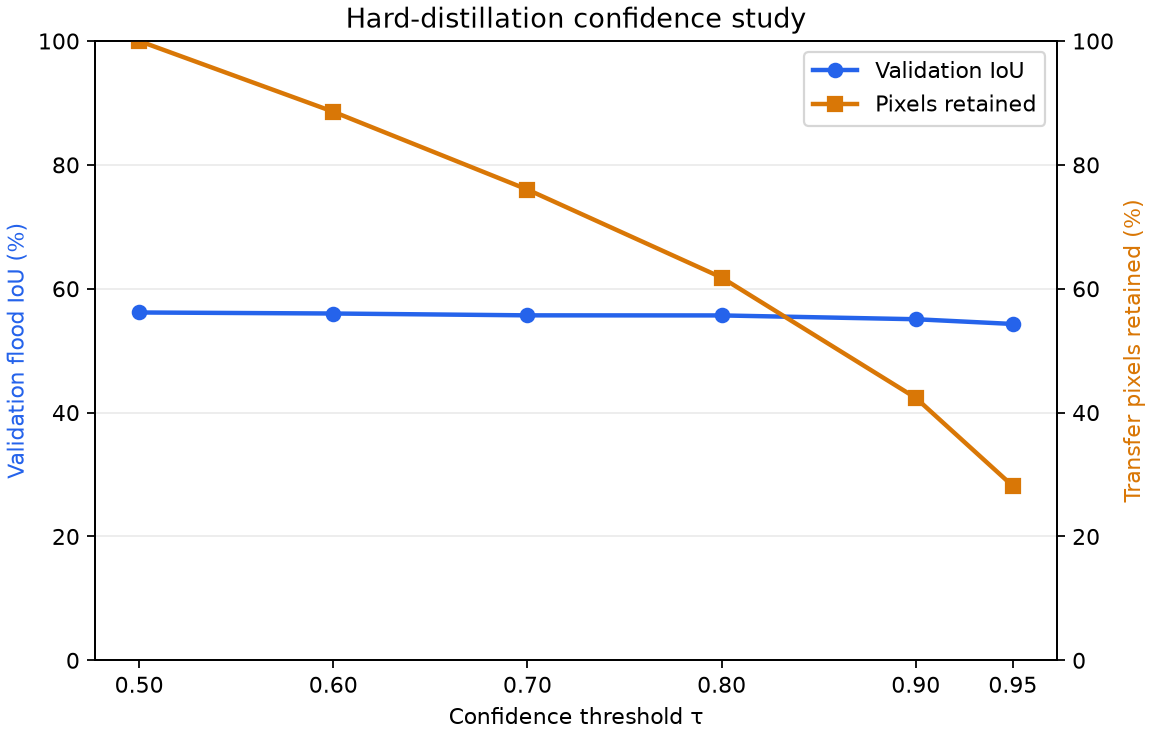 Hard-distillation confidence study
Validation IoU
Pixels retained
100
80
60
40
20
0
100
80
60
40
20
0
Validation flood IoU (%)
Transfer pixels retained (%)
0.50 0.60 0.70 0.80 0.90 0.95
Confidence threshold τ